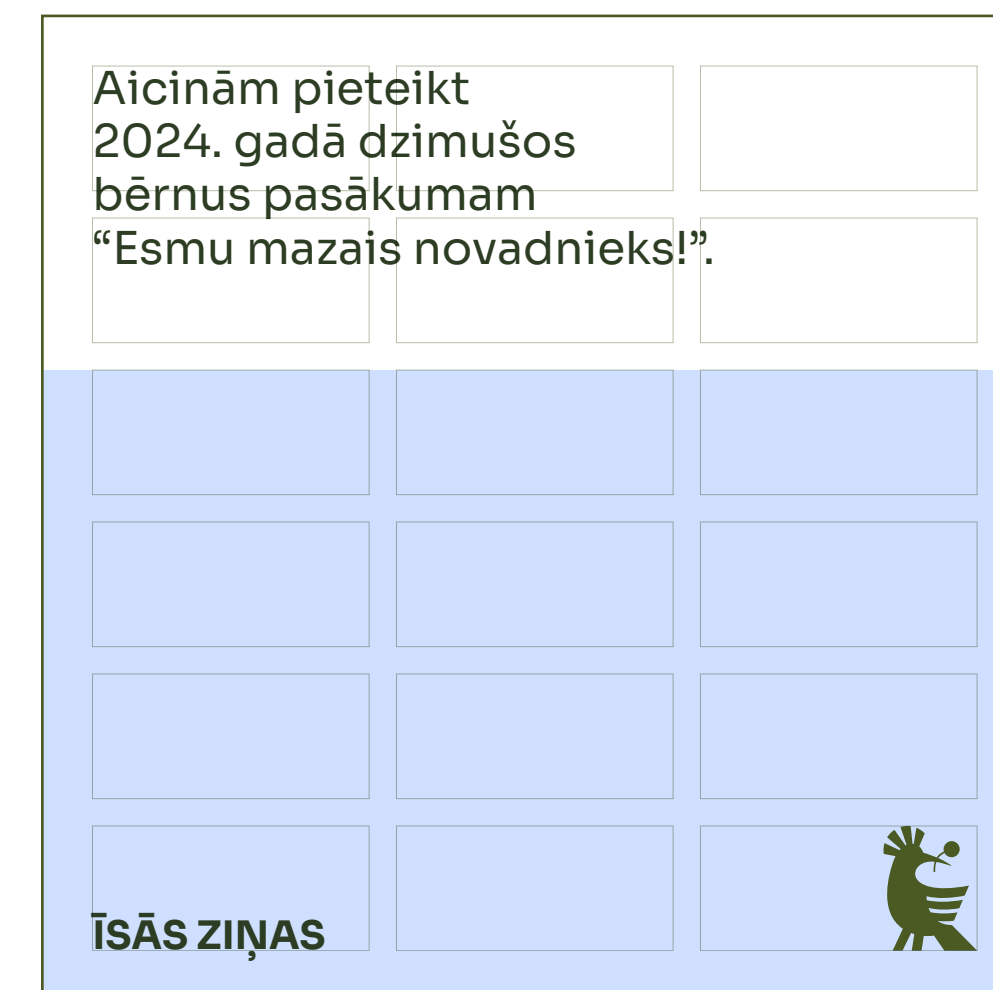 Aicinām pieteikt
2024. gadā dzimušos
bērnus pasākumam
“Esmu mazais novadnieks!”.
ĪSĀS ZIŅAS